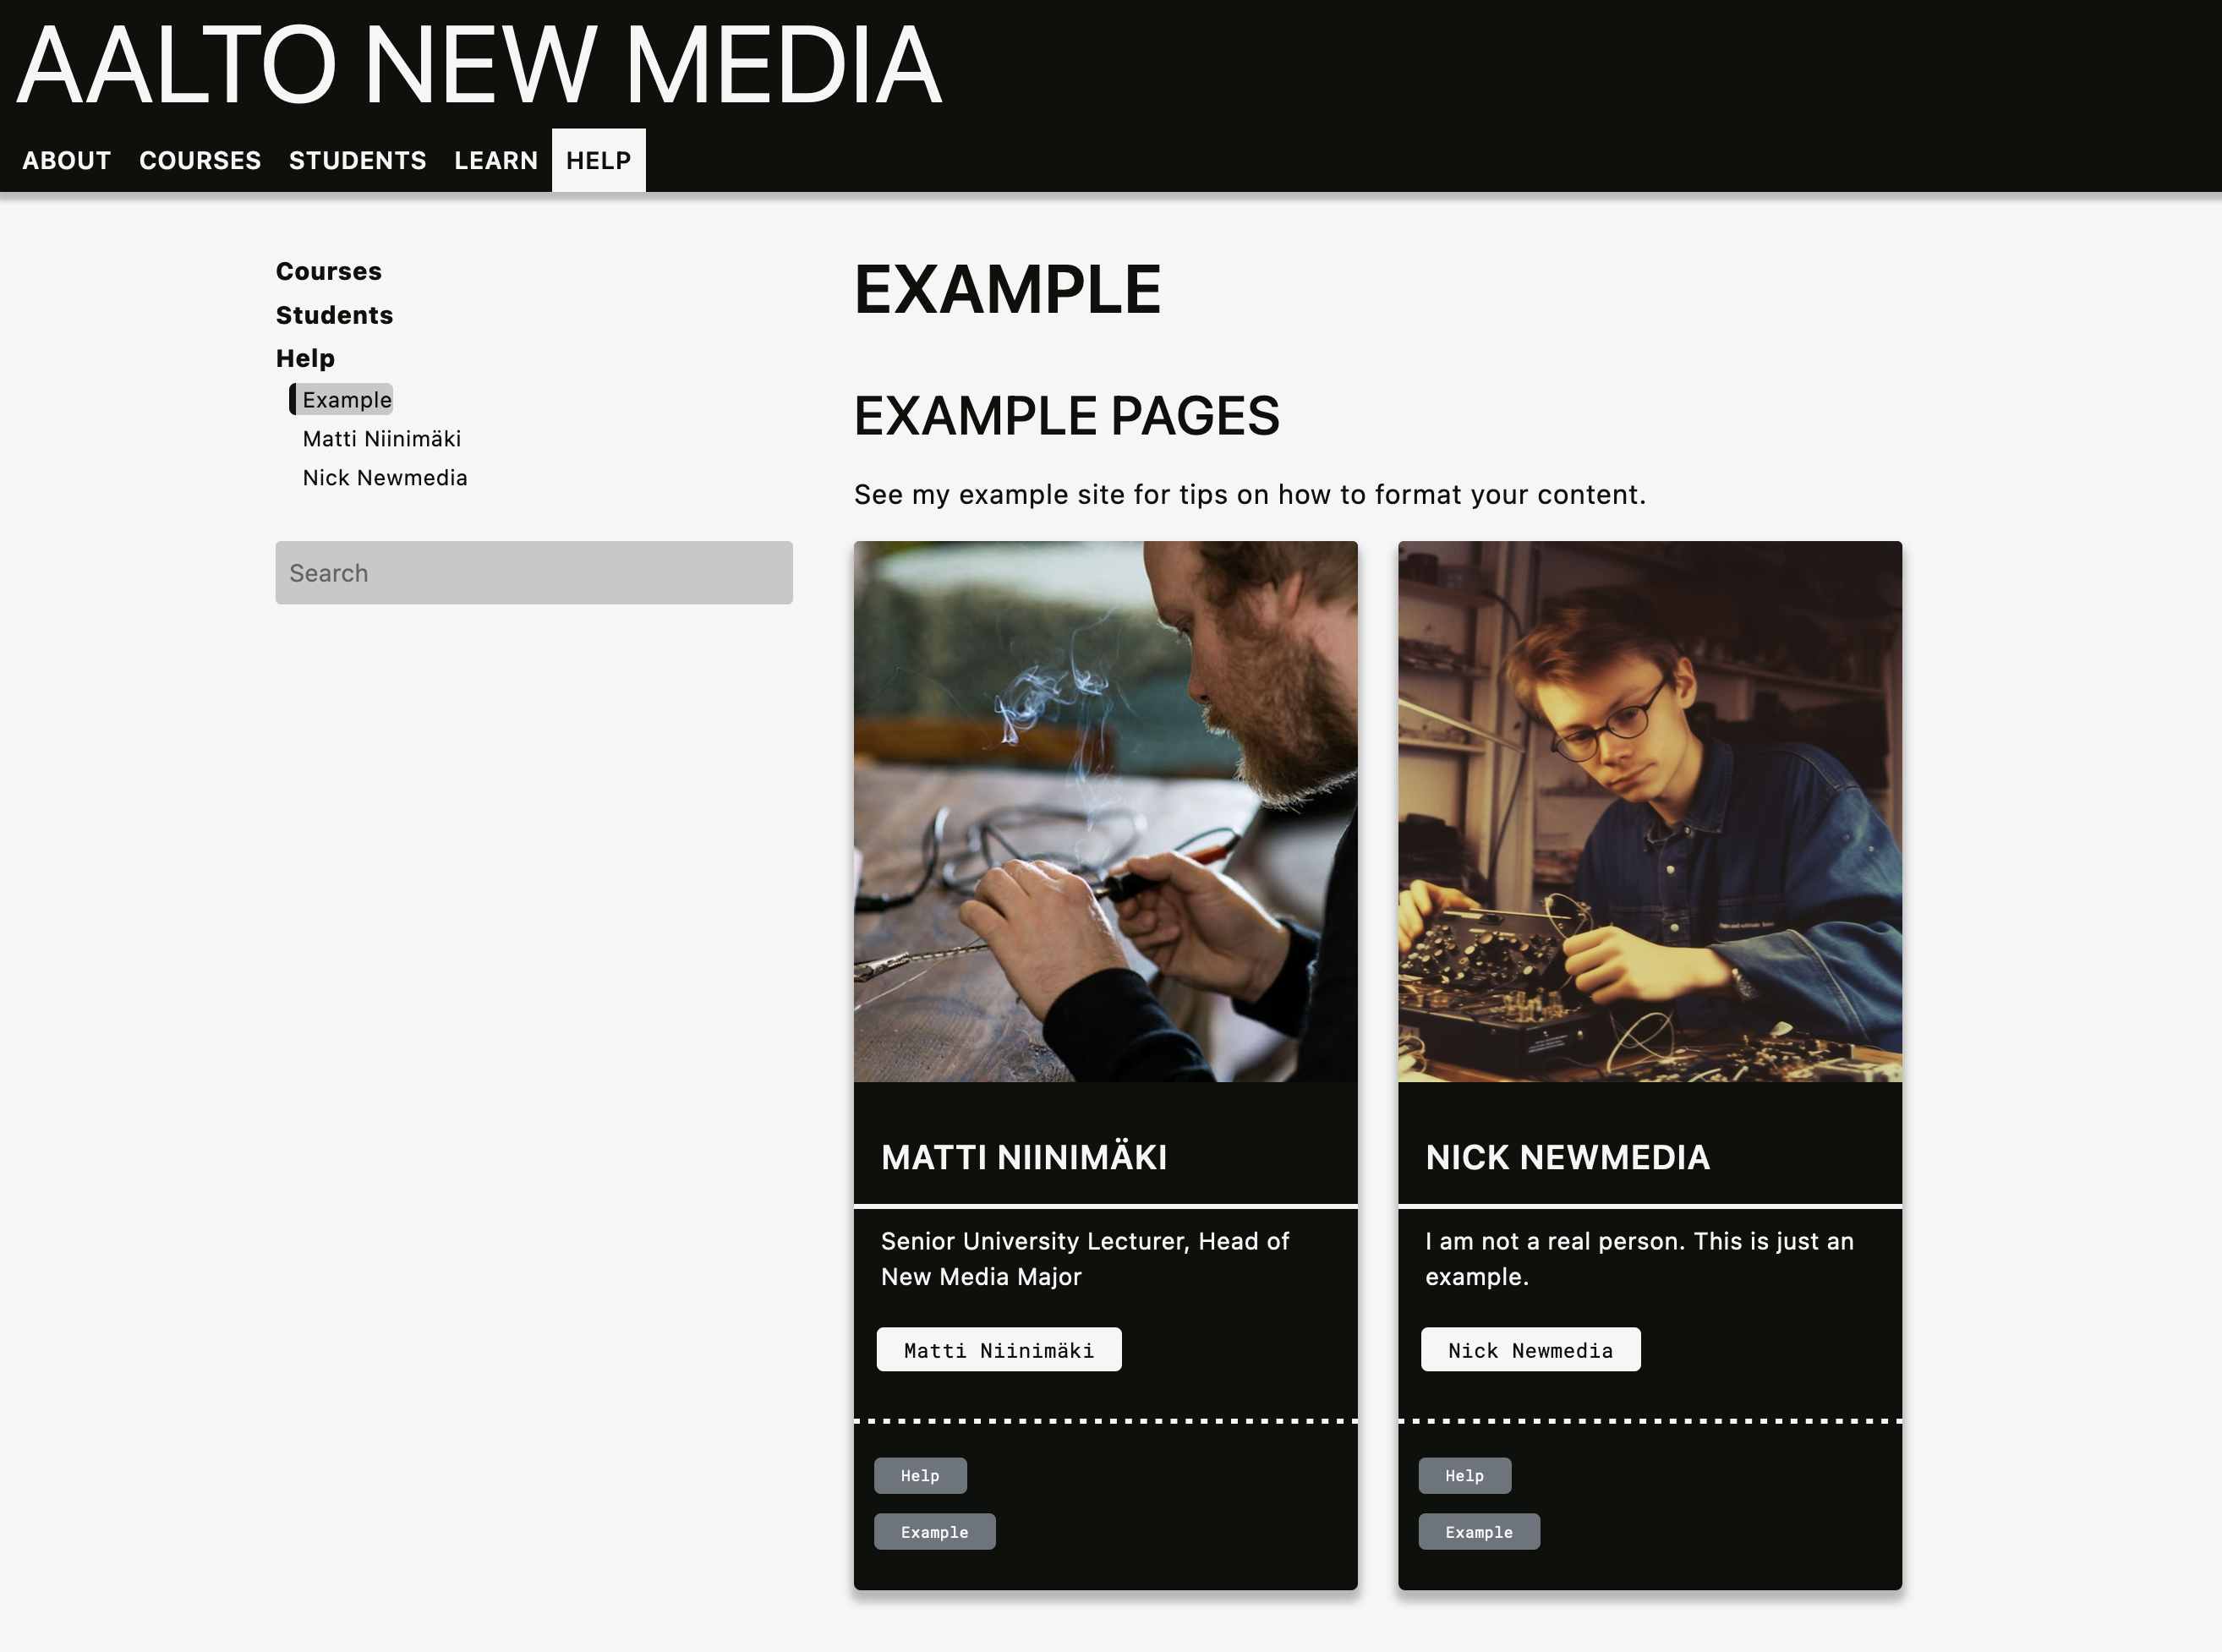 AALTO NEW MEDIA
ABOUT COURSES STUDENTS LEARN HELP
Courses
Students
Help
Example
Matti Niinimäki
Nick Newmedia
Search
EXAMPLE
EXAMPLE PAGES
See my example site for tips on how to format your content.
MATTI NIINIMÄKI
Senior University Lecturer, Head of
New Media Major
Matti Niinimäki
Help
Example
NICK NEWMEDIA
I am not a real person. This is just an
example.
Nick Newmedia
Help
Example